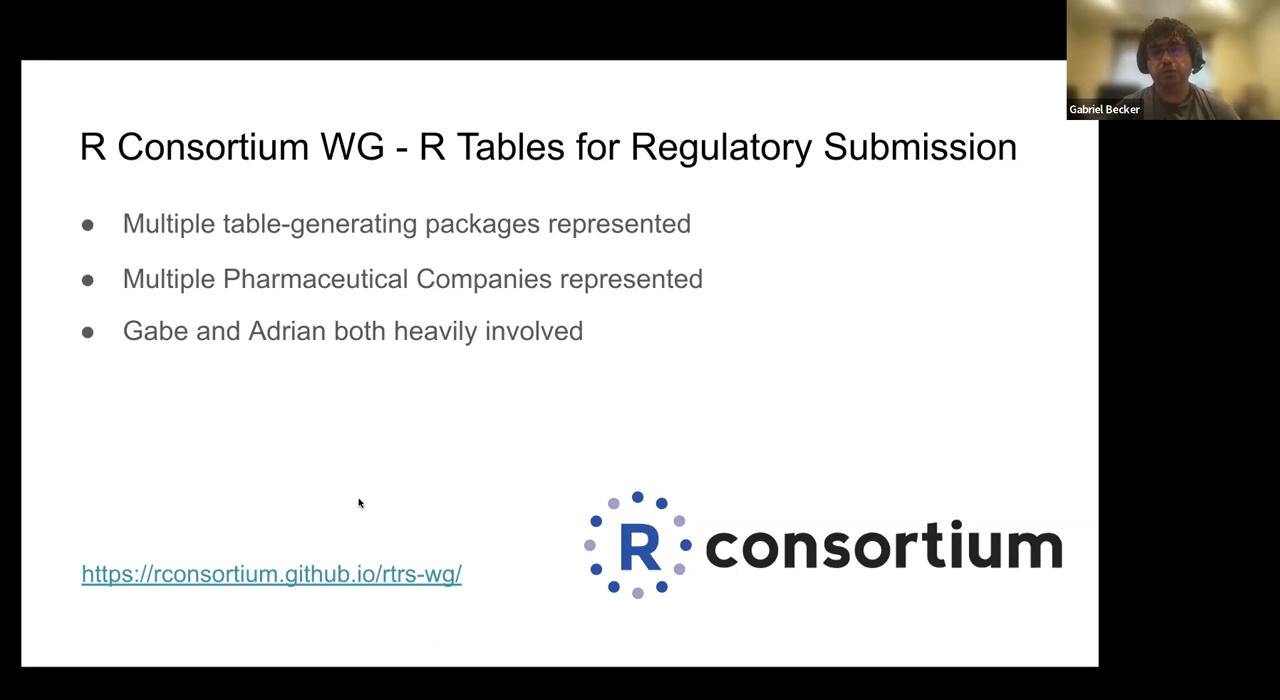 Gabriel Becker
R Consortium WG - R Tables for Regulatory Submission
● Multiple table-generating packages represented
● Multiple Pharmaceutical Companies represented
● Gabe and Adrian both heavily involved
https://rconsortium.github.io/rtrs-wg/
R consortium